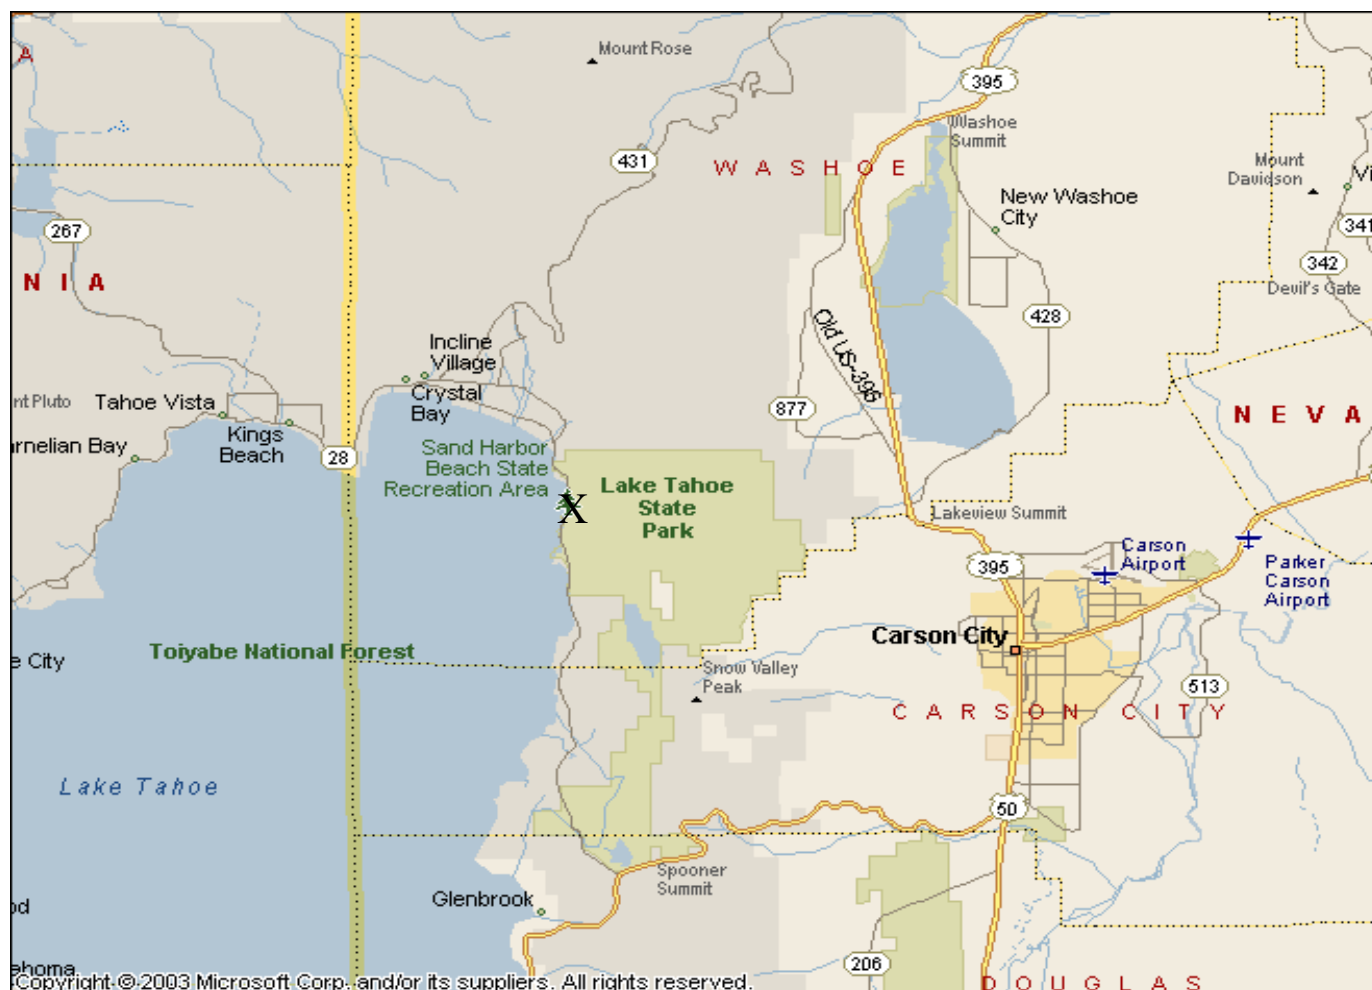 Mount Rose
395
Washoe
Summit
A
431
W A S H O E
Mount
Davidson
Vi
New Washoe
City
267
341
342
N I A
Devil's Gate
428
Old US-395
Incline
Village
Crystal
Bay
nt Pluto
Tahoe Vista
877
N E V A
Kings
Beach
arnelian Bay
28
Sand Harbor
Beach State
Recreation Area
X
Lake Tahoe
State
Park
Lakeview Summit
395
Carson
Airport
Parker
Carson
Airport
Carson City
Toiyabe National Forest
e City
Snow Valley
Peak
513
C A R S O N C I T Y
Lake Tahoe
50
Spooner
Summit
Glenbrook
od
206
ahoma
D O U G L A S
Copyright © 2003 Microsoft Corp. and/or its suppliers. All rights reserved.